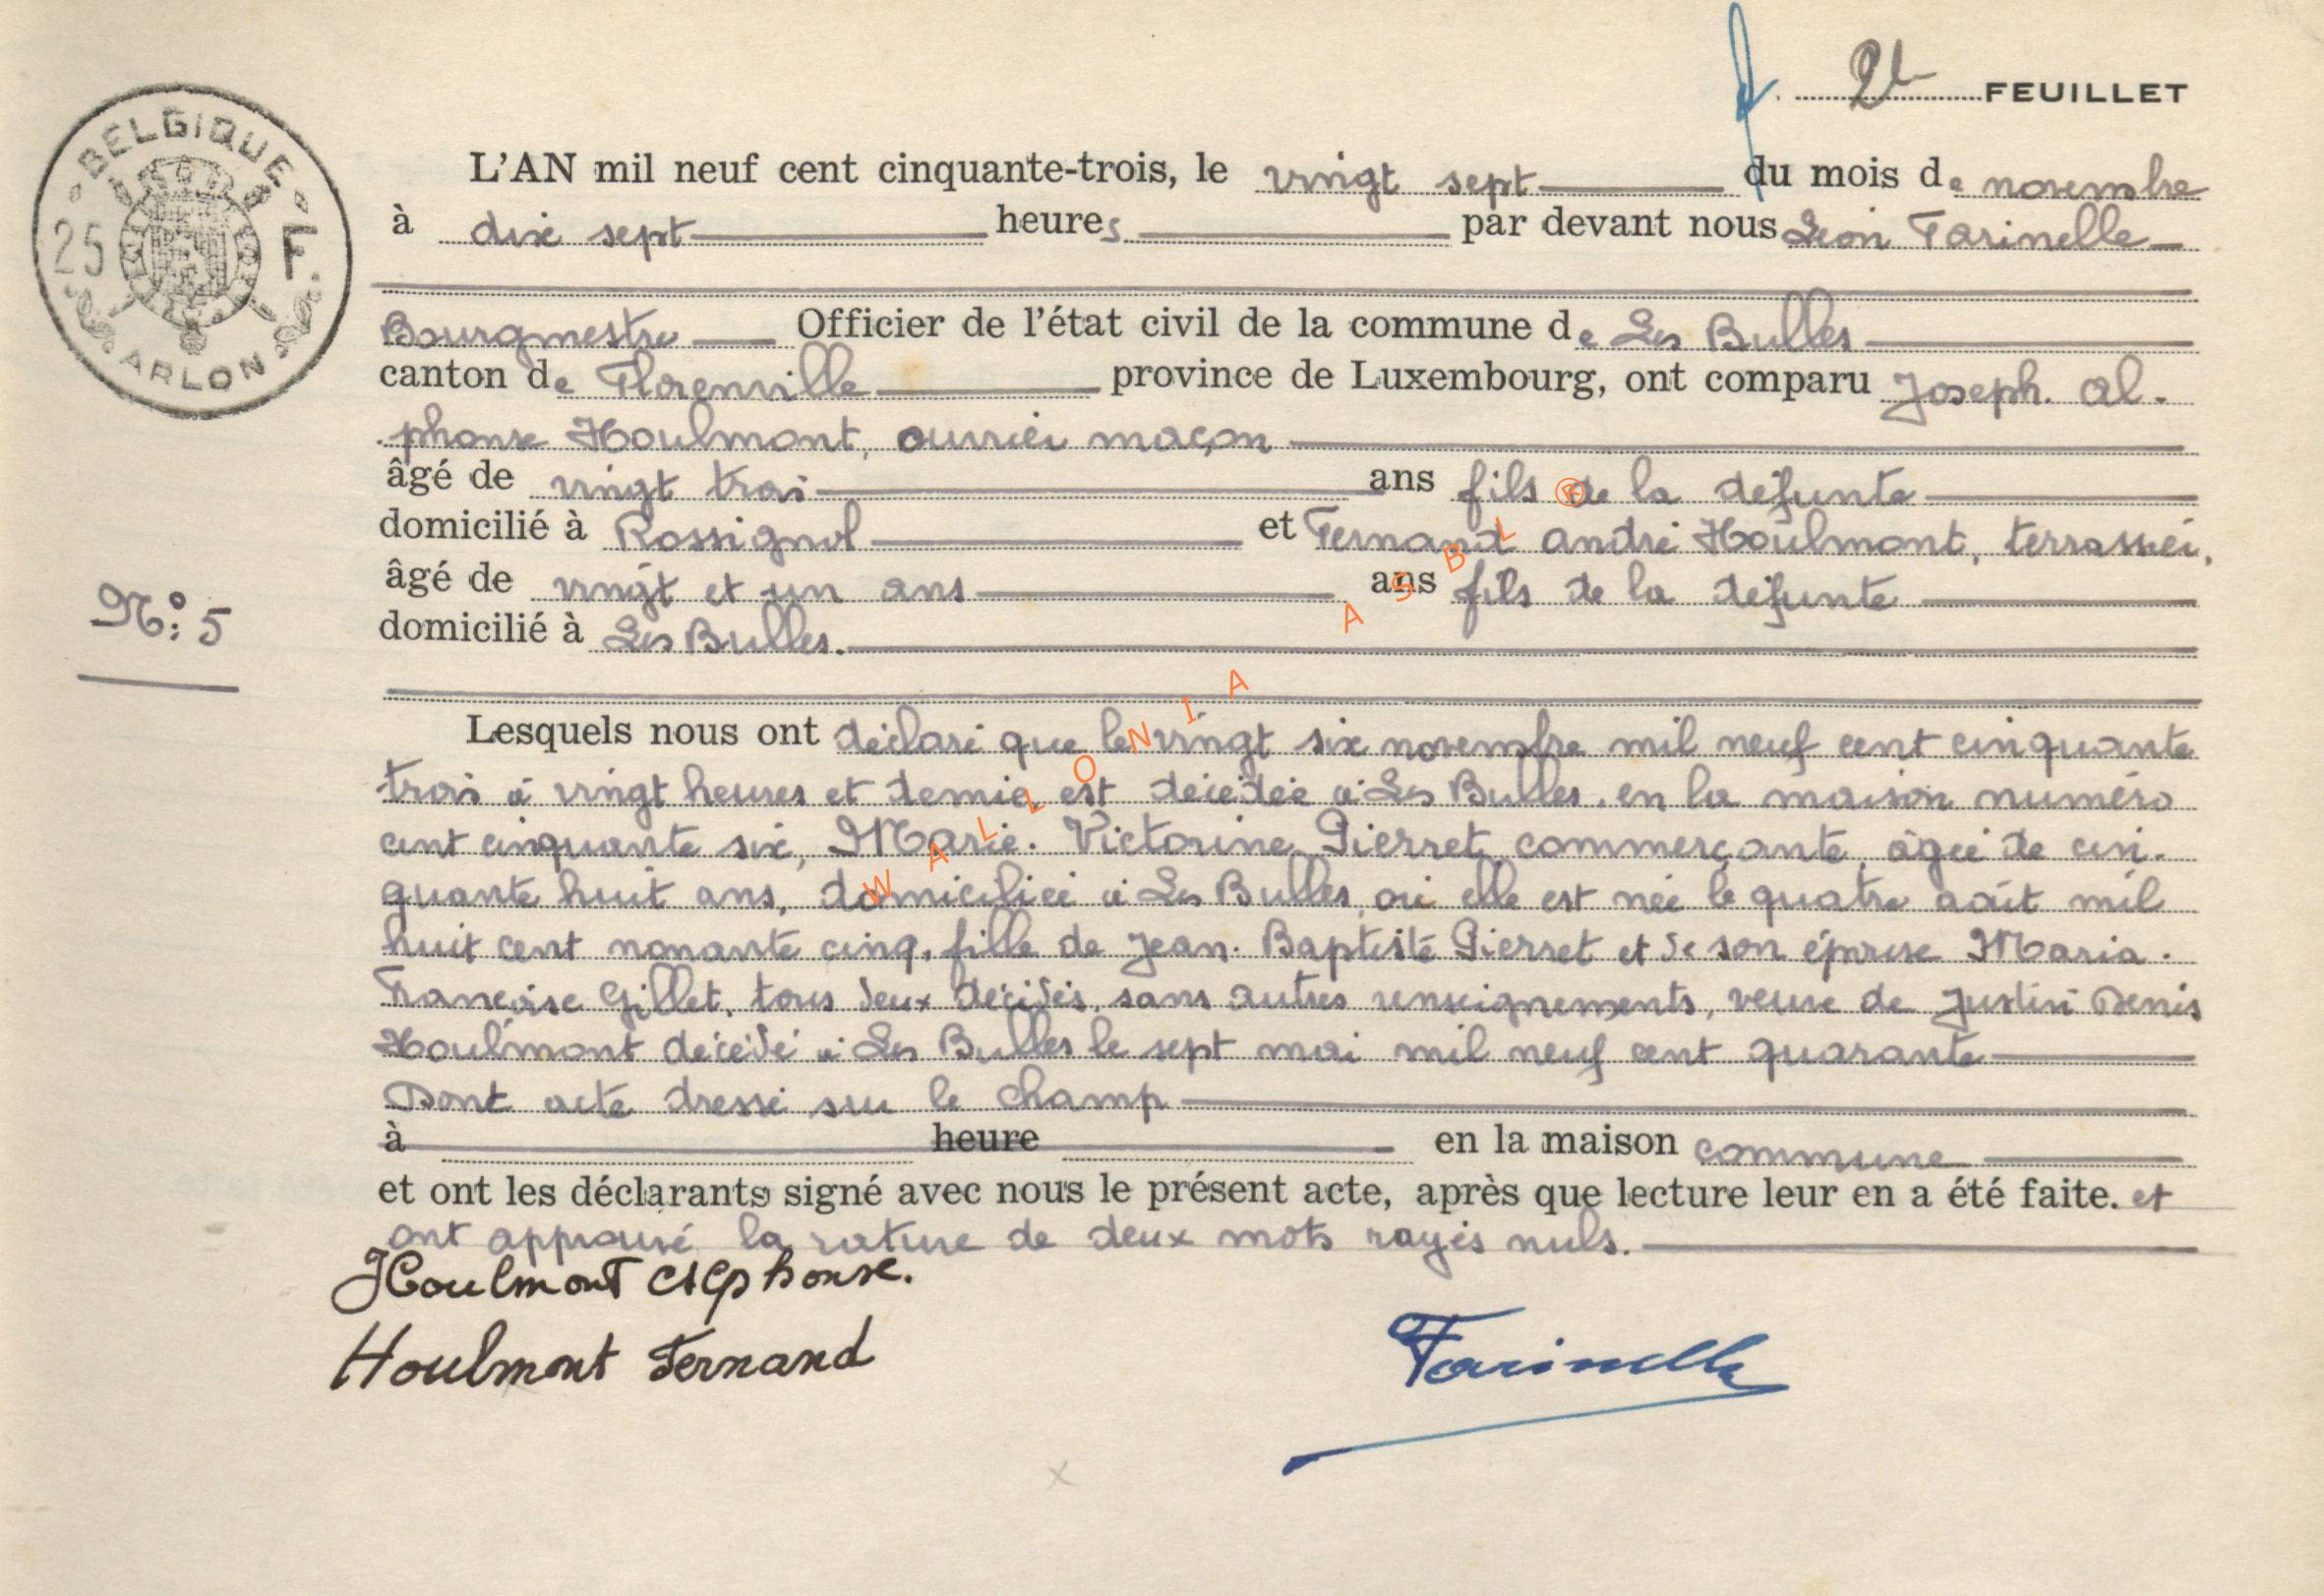 2e FEUILLET
BELGIQUE
25 F.
ARLON
L'AN mil neuf cent cinquante-trois, le vingt sept du mois de novembre
à dix sept heures par devant nous Léon Farinelle
Bourgmestre Officier de l'état civil de la commune de Les Bulles
canton de Florenville province de Luxembourg, ont comparu Joseph. Al-
phonse Houlmont, ouvrier maçon
âgé de vingt trois ans fils de la défunte
domicilié à Rossignol et Fernand André Houlmont, terrassier,
âgé de vingt et un ans ans fils de la défunte
N°: 5
domicilié à Les Bulles.
Lesquels nous ont déclaré que le vingt six novembre mil neuf cent cinquante
trois à vingt heures et demie est décédée à Les Bulles, en la maison numéro
cent cinquante six, Marie. Victorine Pierret, commerçante, âgée de cin-
quante huit ans, domiciliée à Les Bulles, où elle est née le quatre août mil
huit cent nonante cinq, fille de Jean. Baptiste Pierret et de son épouse Maria.
Françoise Gillet, tous deux décédés, sans autres renseignements, veuve de Justin Denis
Houlmont décédé à Les Bulles le sept mai mil neuf cent quarante
Dont acte dressé sur le champ
à heure en la maison commune
et ont les déclarants signé avec nous le présent acte, après que lecture leur en a été faite. et
ont approuvé la rature de deux mots rayés nuls.
Houlmont Alphonse.
Houlmont Fernand
Farinelle
WALLONIA ASBL ®